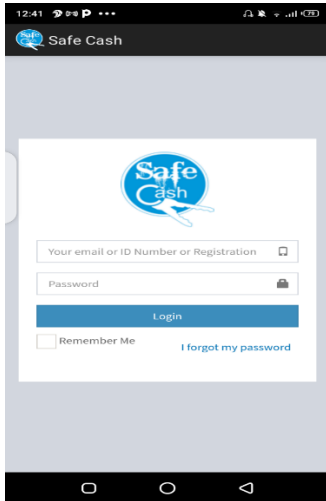 12:41
79
Safe Cash
Safe
Cash
Your email or ID Number or Registration
Password
Login
Remember Me
I forgot my password